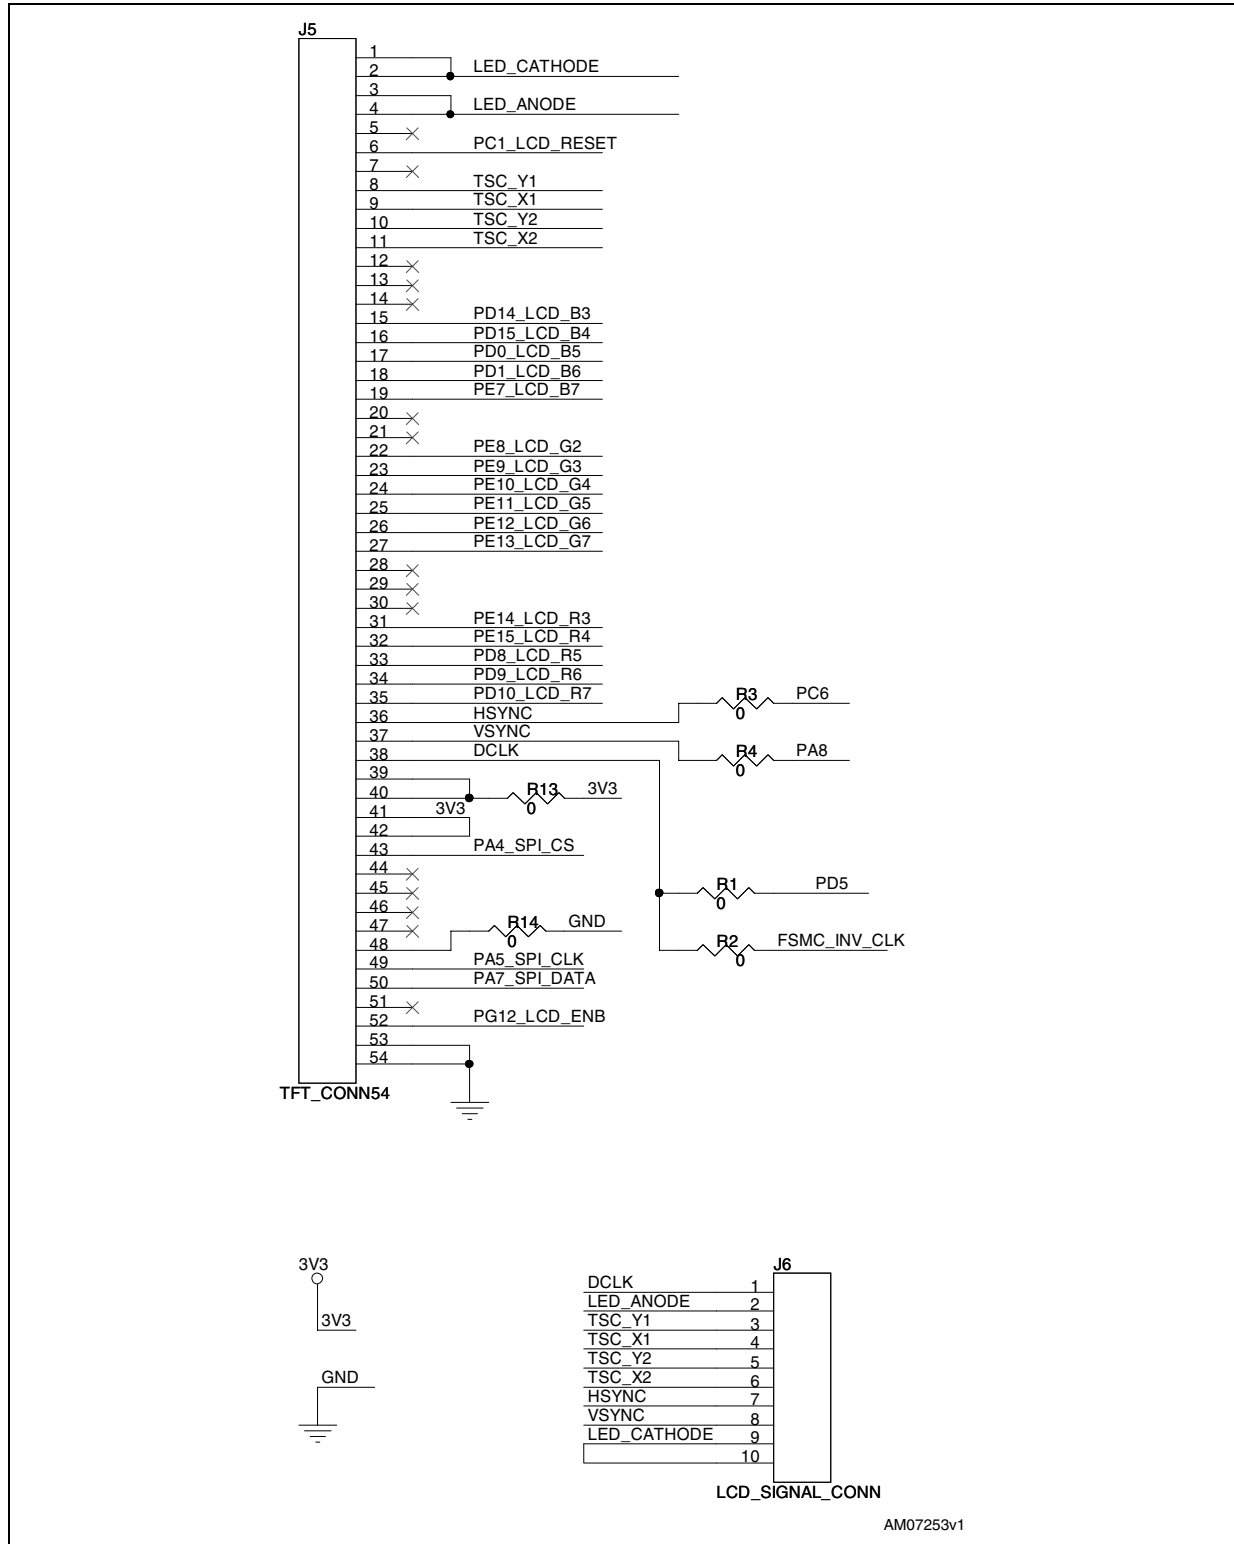 J5
1
2 LED_CATHODE
3
4 LED_ANODE
5
6 PC1_LCD_RESET
7
8 TSC_Y1
9 TSC_X1
10 TSC_Y2
11 TSC_X2
12
13
14
15 PD14_LCD_B3
16 PD15_LCD_B4
17 PD0_LCD_B5
18 PD1_LCD_B6
19 PE7_LCD_B7
20
21
22 PE8_LCD_G2
23 PE9_LCD_G3
24 PE10_LCD_G4
25 PE11_LCD_G5
26 PE12_LCD_G6
27 PE13_LCD_G7
28
29
30
31 PE14_LCD_R3
32 PE15_LCD_R4
33 PD8_LCD_R5
34 PD9_LCD_R6
35 PD10_LCD_R7 R3 PC6
36 HSYNC 0
37 VSYNC R4 PA8
38 DCLK 0
39 R13 3V3
40 0
41 3V3
42
43 PA4_SPI_CS
44 R1 PD5
45 0
46
47 R14 GND R2 FSMC_INV_CLK
48 0 0
49 PA5_SPI_CLK
50 PA7_SPI_DATA
51
52 PG12_LCD_ENB
53
54
TFT_CONN54
3V3
3V3
GND
J6
DCLK 1
LED_ANODE 2
TSC_Y1 3
TSC_X1 4
TSC_Y2 5
TSC_X2 6
HSYNC 7
VSYNC 8
LED_CATHODE 9
10
LCD_SIGNAL_CONN
AM07253v1